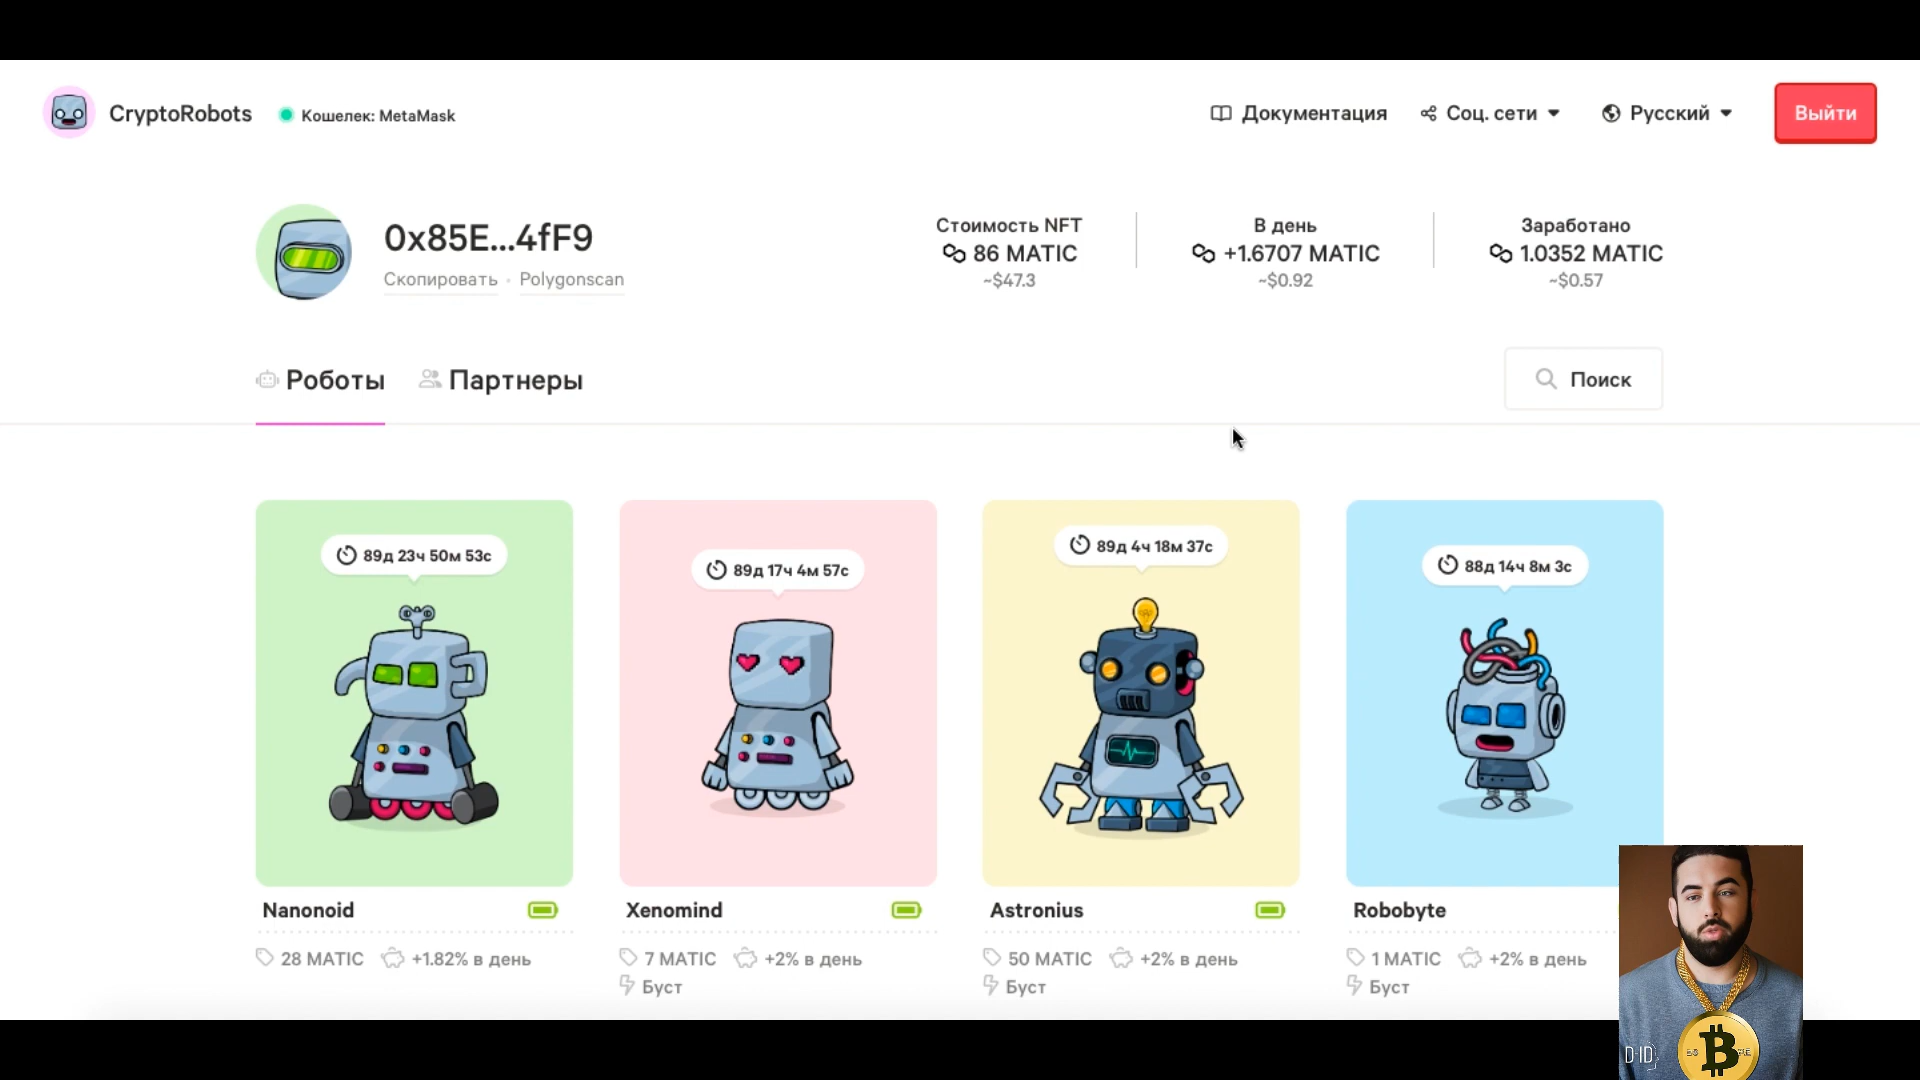 CryptoRobots
Кошелек: MetaMask
Документация
Соц. сети
Русский
Выйти
0x85E...4fF9
Скопировать • Polygonscan
Стоимость NFT
86 MATIC
~$47.3
В день
+1.6707 MATIC
~$0.92
Заработано
1.0352 MATIC
~$0.57
Роботы
Партнеры
Поиск
89д 23ч 50м 53с
89д 17ч 4м 57с
89д 4ч 18м 37с
88д 14ч 8м 3с
Nanonoid
28 MATIC +1.82% в день
Xenomind
7 MATIC +2% в день
Буст
Astronius
50 MATIC +2% в день
Буст
Robobyte
1 MATIC +2% в день
Буст
D-ID